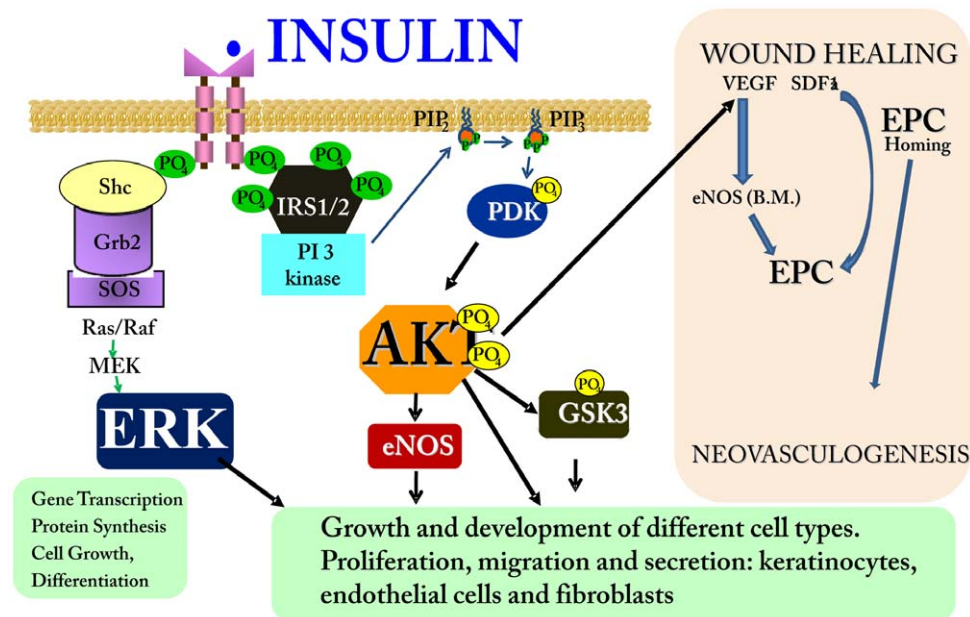 INSULIN
PIP2
PIP3
PO4
PO4
PO4
PO4
PO4
Shc
Grb2
SOS
IRS1/2
PI 3
kinase
P P
P P P
PO4
PDK
Ras/Raf
MEK
ERK
AKT
PO4
PO4
eNOS
PO4
GSK3
Gene Transcription
Protein Synthesis
Cell Growth,
Differentiation
Growth and development of different cell types.
Proliferation, migration and secretion: keratinocytes,
endothelial cells and fibroblasts
WOUND HEALING
VEGF
EPC
Homing
eNOS (B.M.)
EPC
NEOVASCULOGENESIS